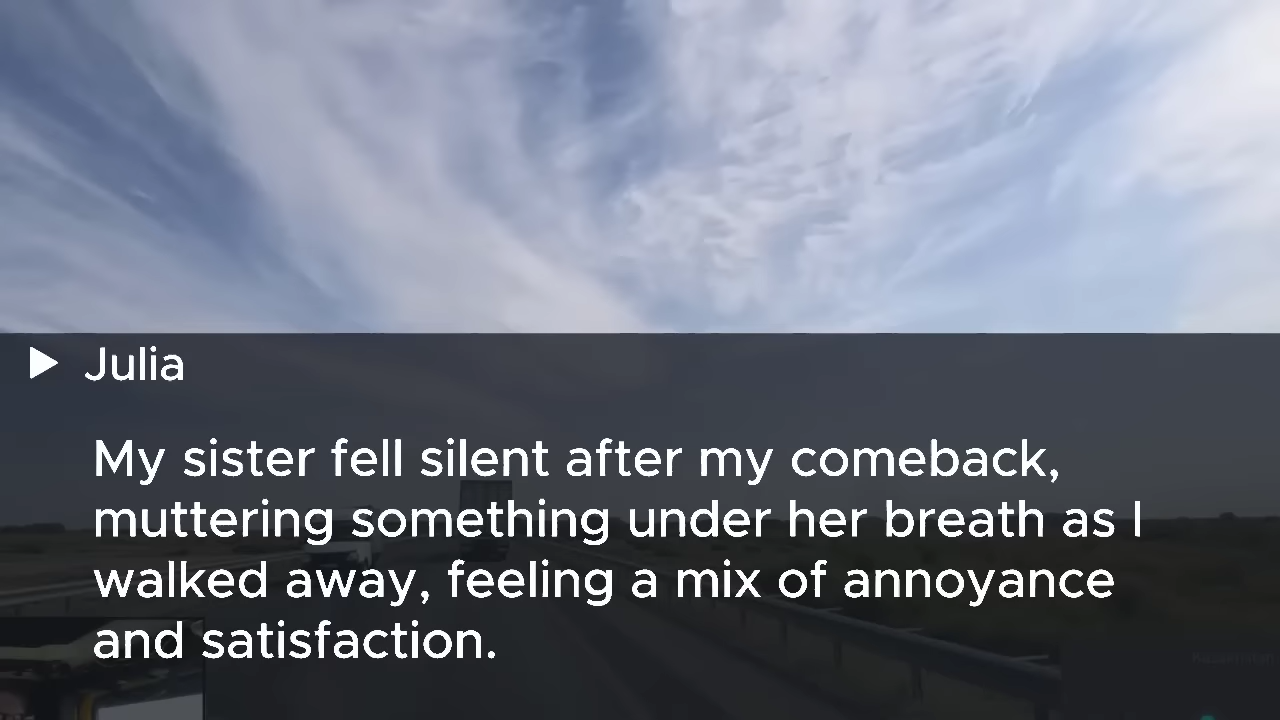 Julia
My sister fell silent after my comeback,
muttering something under her breath as I
walked away, feeling a mix of annoyance
and satisfaction.